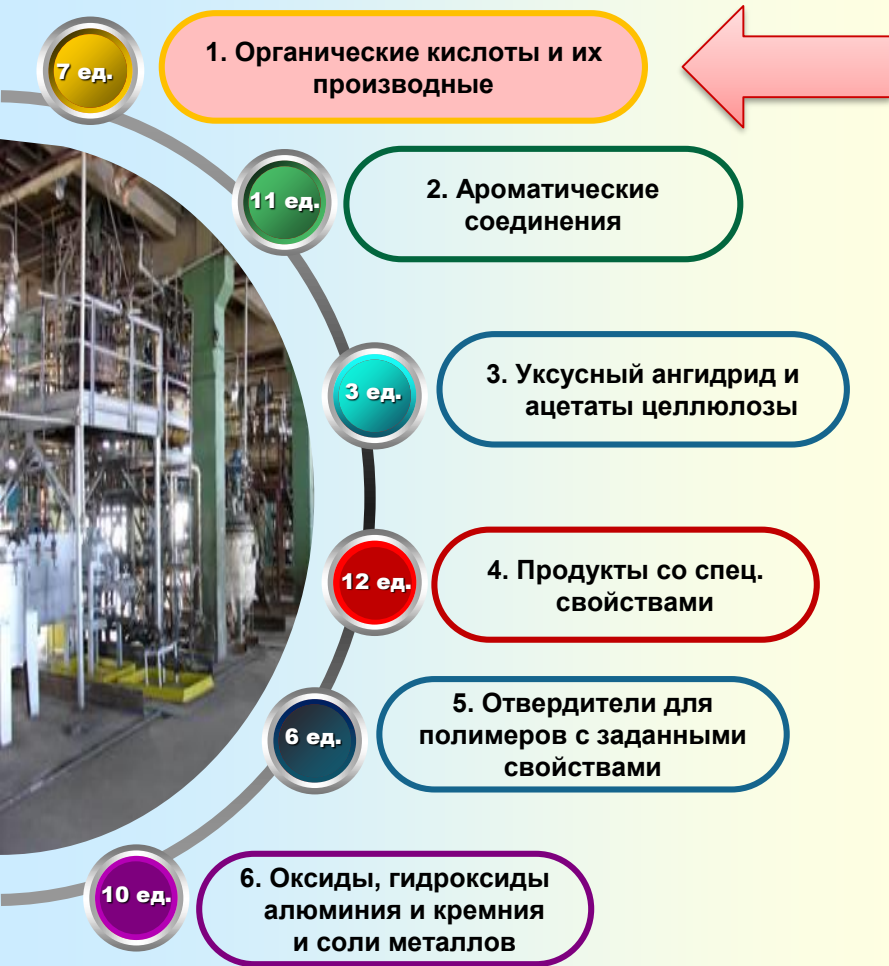 7 ед.
1. Органические кислоты и их
производные
11 ед.
2. Ароматические
соединения
3 ед.
3. Уксусный ангидрид и
ацетаты целлюлозы
12 ед.
4. Продукты со спец.
свойствами
6 ед.
5. Отвердители для
полимеров с заданными
свойствами
10 ед.
6. Оксиды, гидроксиды
алюминия и кремния
и соли металлов